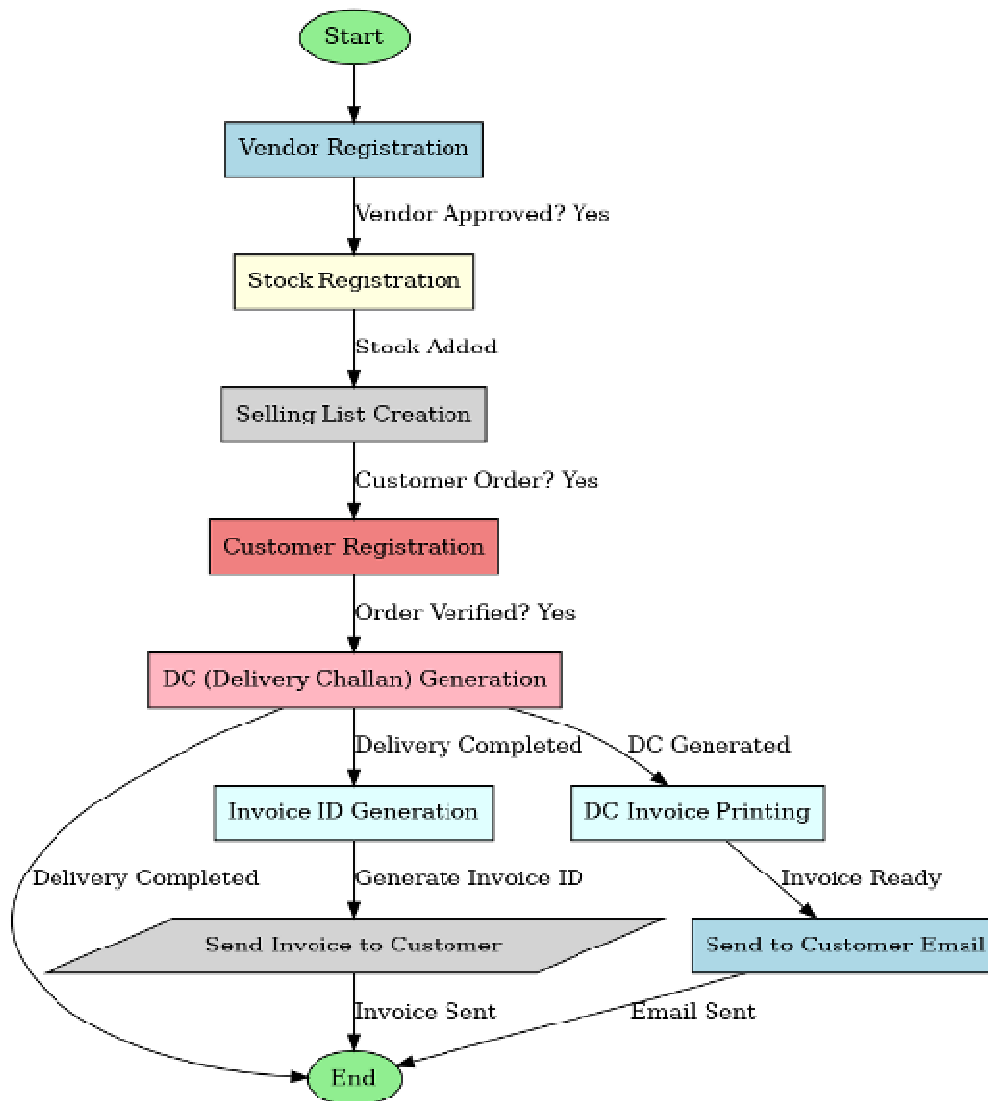 Start
Vendor Registration
Vendor Approved? Yes
Stock Registration
Stock Added
Selling List Creation
Customer Order? Yes
Customer Registration
Order Verified? Yes
DC (Delivery Challan) Generation
Delivery Completed
DC Generated
Invoice ID Generation
DC Invoice Printing
Delivery Completed
Generate Invoice ID
Invoice Ready
Send Invoice to Customer
Send to Customer Email
Invoice Sent
Email Sent
End